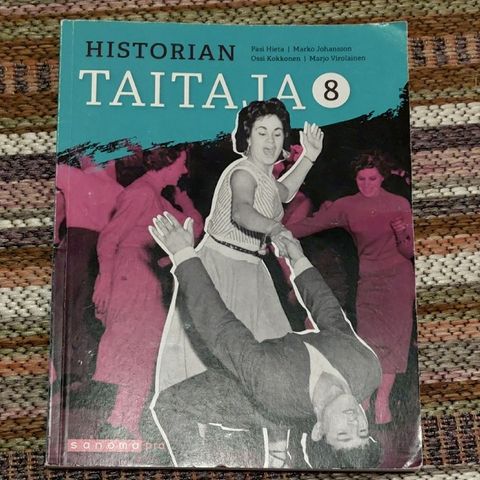 HISTORIAN
Pasi Hieta | Marko Johansson
Ossi Kokkonen | Marjo Virolainen
TAITAJA 8
sanoma pro